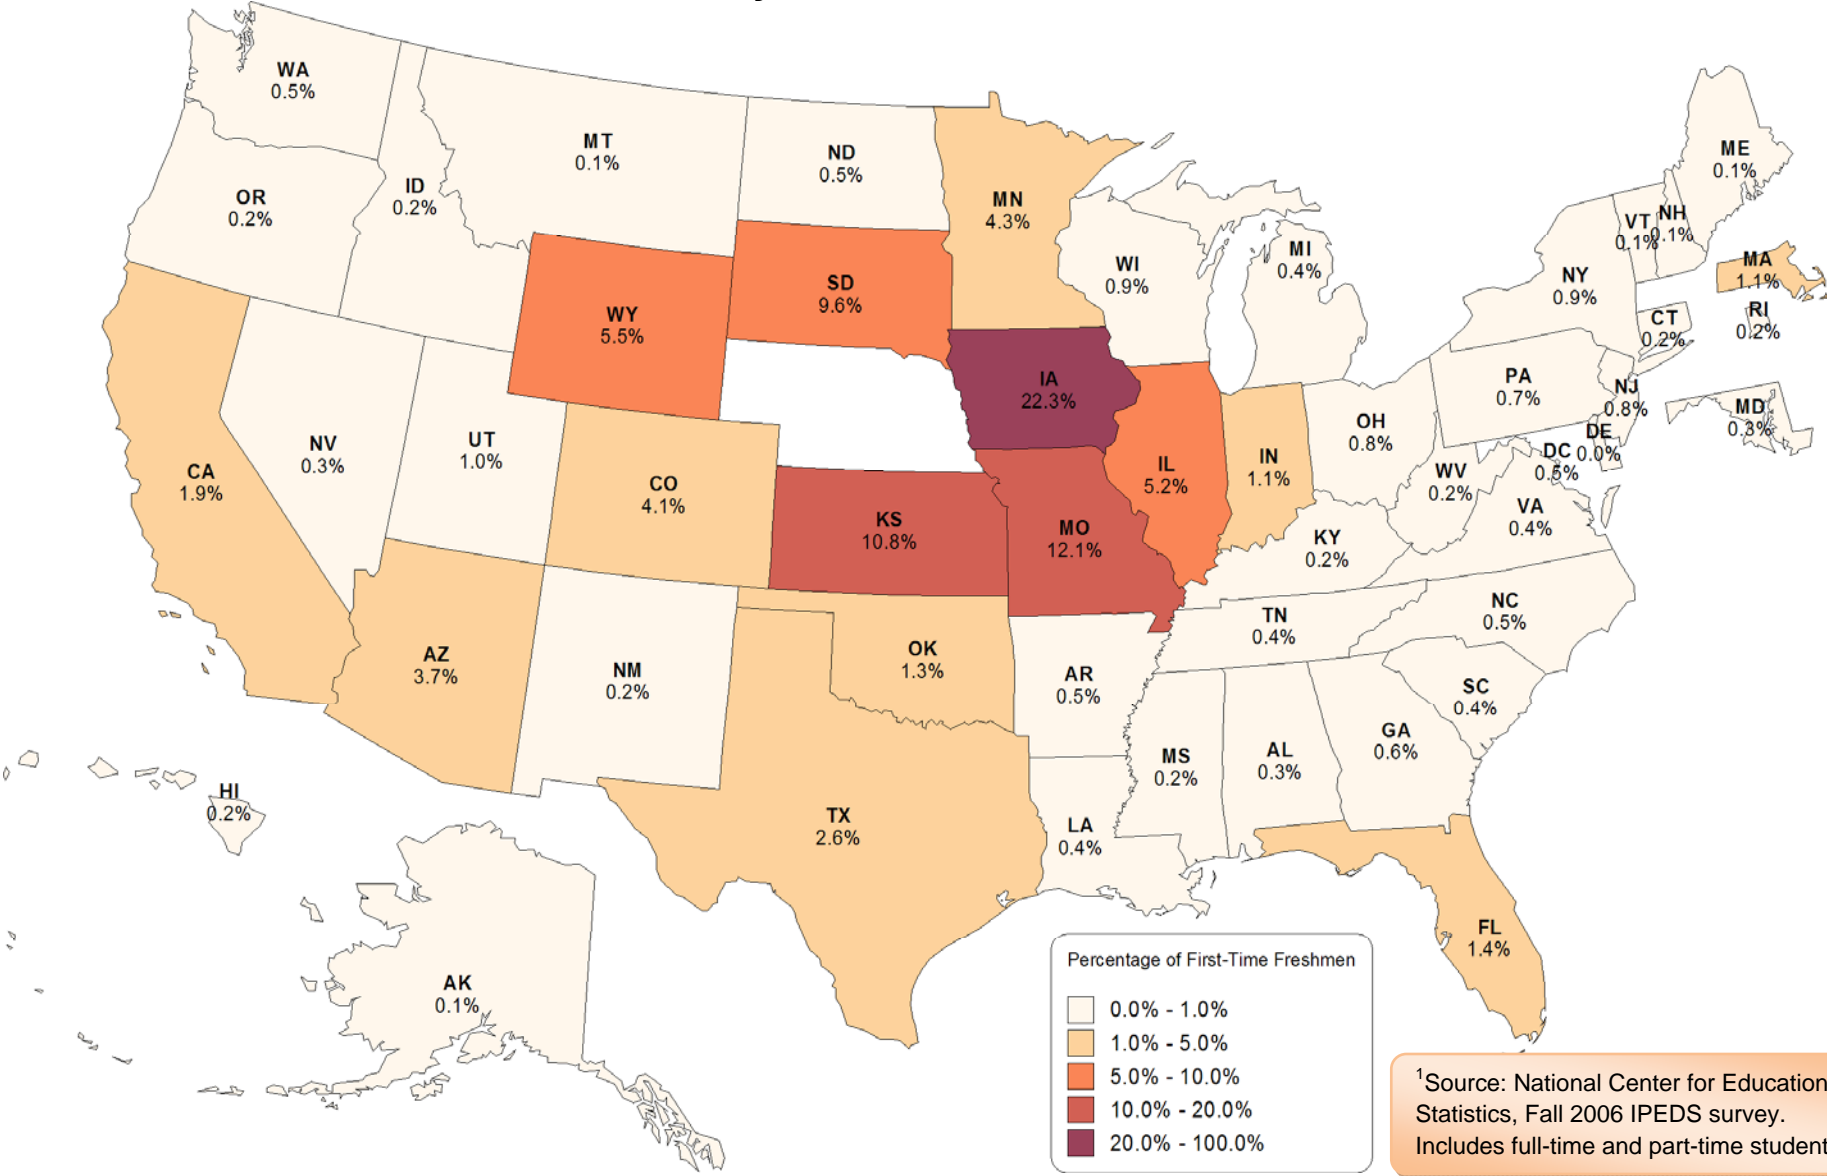 WA
0.5%
MT
0.1%
ND
0.5%
MN
4.3%
ME
0.1%
OR
0.2%
ID
0.2%
VT
0.1%
NH
0.1%
WI
0.9%
MI
0.4%
NY
0.9%
MA
1.1%
SD
9.6%
WY
5.5%
CT
0.2%
RI
0.2%
IA
22.3%
PA
0.7%
NJ
0.8%
MD
0.3%
OH
0.8%
DE
0.0%
DC
0.5%
NV
0.3%
UT
1.0%
CA
1.9%
CO
4.1%
IL
5.2%
IN
1.1%
WV
0.2%
VA
0.4%
KS
10.8%
MO
12.1%
KY
0.2%
NC
0.5%
TN
0.4%
AZ
3.7%
NM
0.2%
OK
1.3%
AR
0.5%
SC
0.4%
GA
0.6%
MS
0.2%
AL
0.3%
HI
0.2%
TX
2.6%
LA
0.4%
FL
1.4%
AK
0.1%
Percentage of First-Time Freshmen
0.0% - 1.0%
1.0% - 5.0%
5.0% - 10.0%
10.0% - 20.0%
20.0% - 100.0%
1Source: National Center for Education
Statistics, Fall 2006 IPEDS survey.
Includes full-time and part-time student